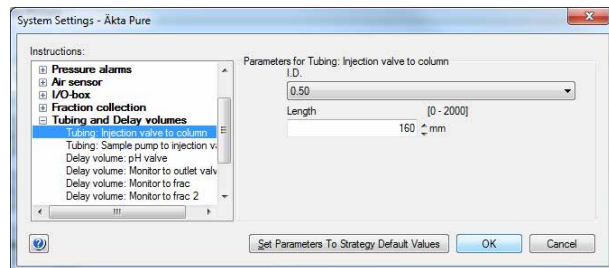 System Settings - Äkta Pure
Instructions:
Pressure alarms
Air sensor
I/O-box
Fraction collection
Tubing and Delay volumes
Tubing: Injection valve to column
Tubing: Sample pump to injection v
Delay volume: pH valve
Delay volume: Monitor to outlet valv
Delay volume: Monitor to frac
Delay volume: Monitor to frac 2
Parameters for Tubing: Injection valve to column
I.D.
0.50
Length [0 - 2000]
160 mm
Set Parameters To Strategy Default Values
OK
Cancel